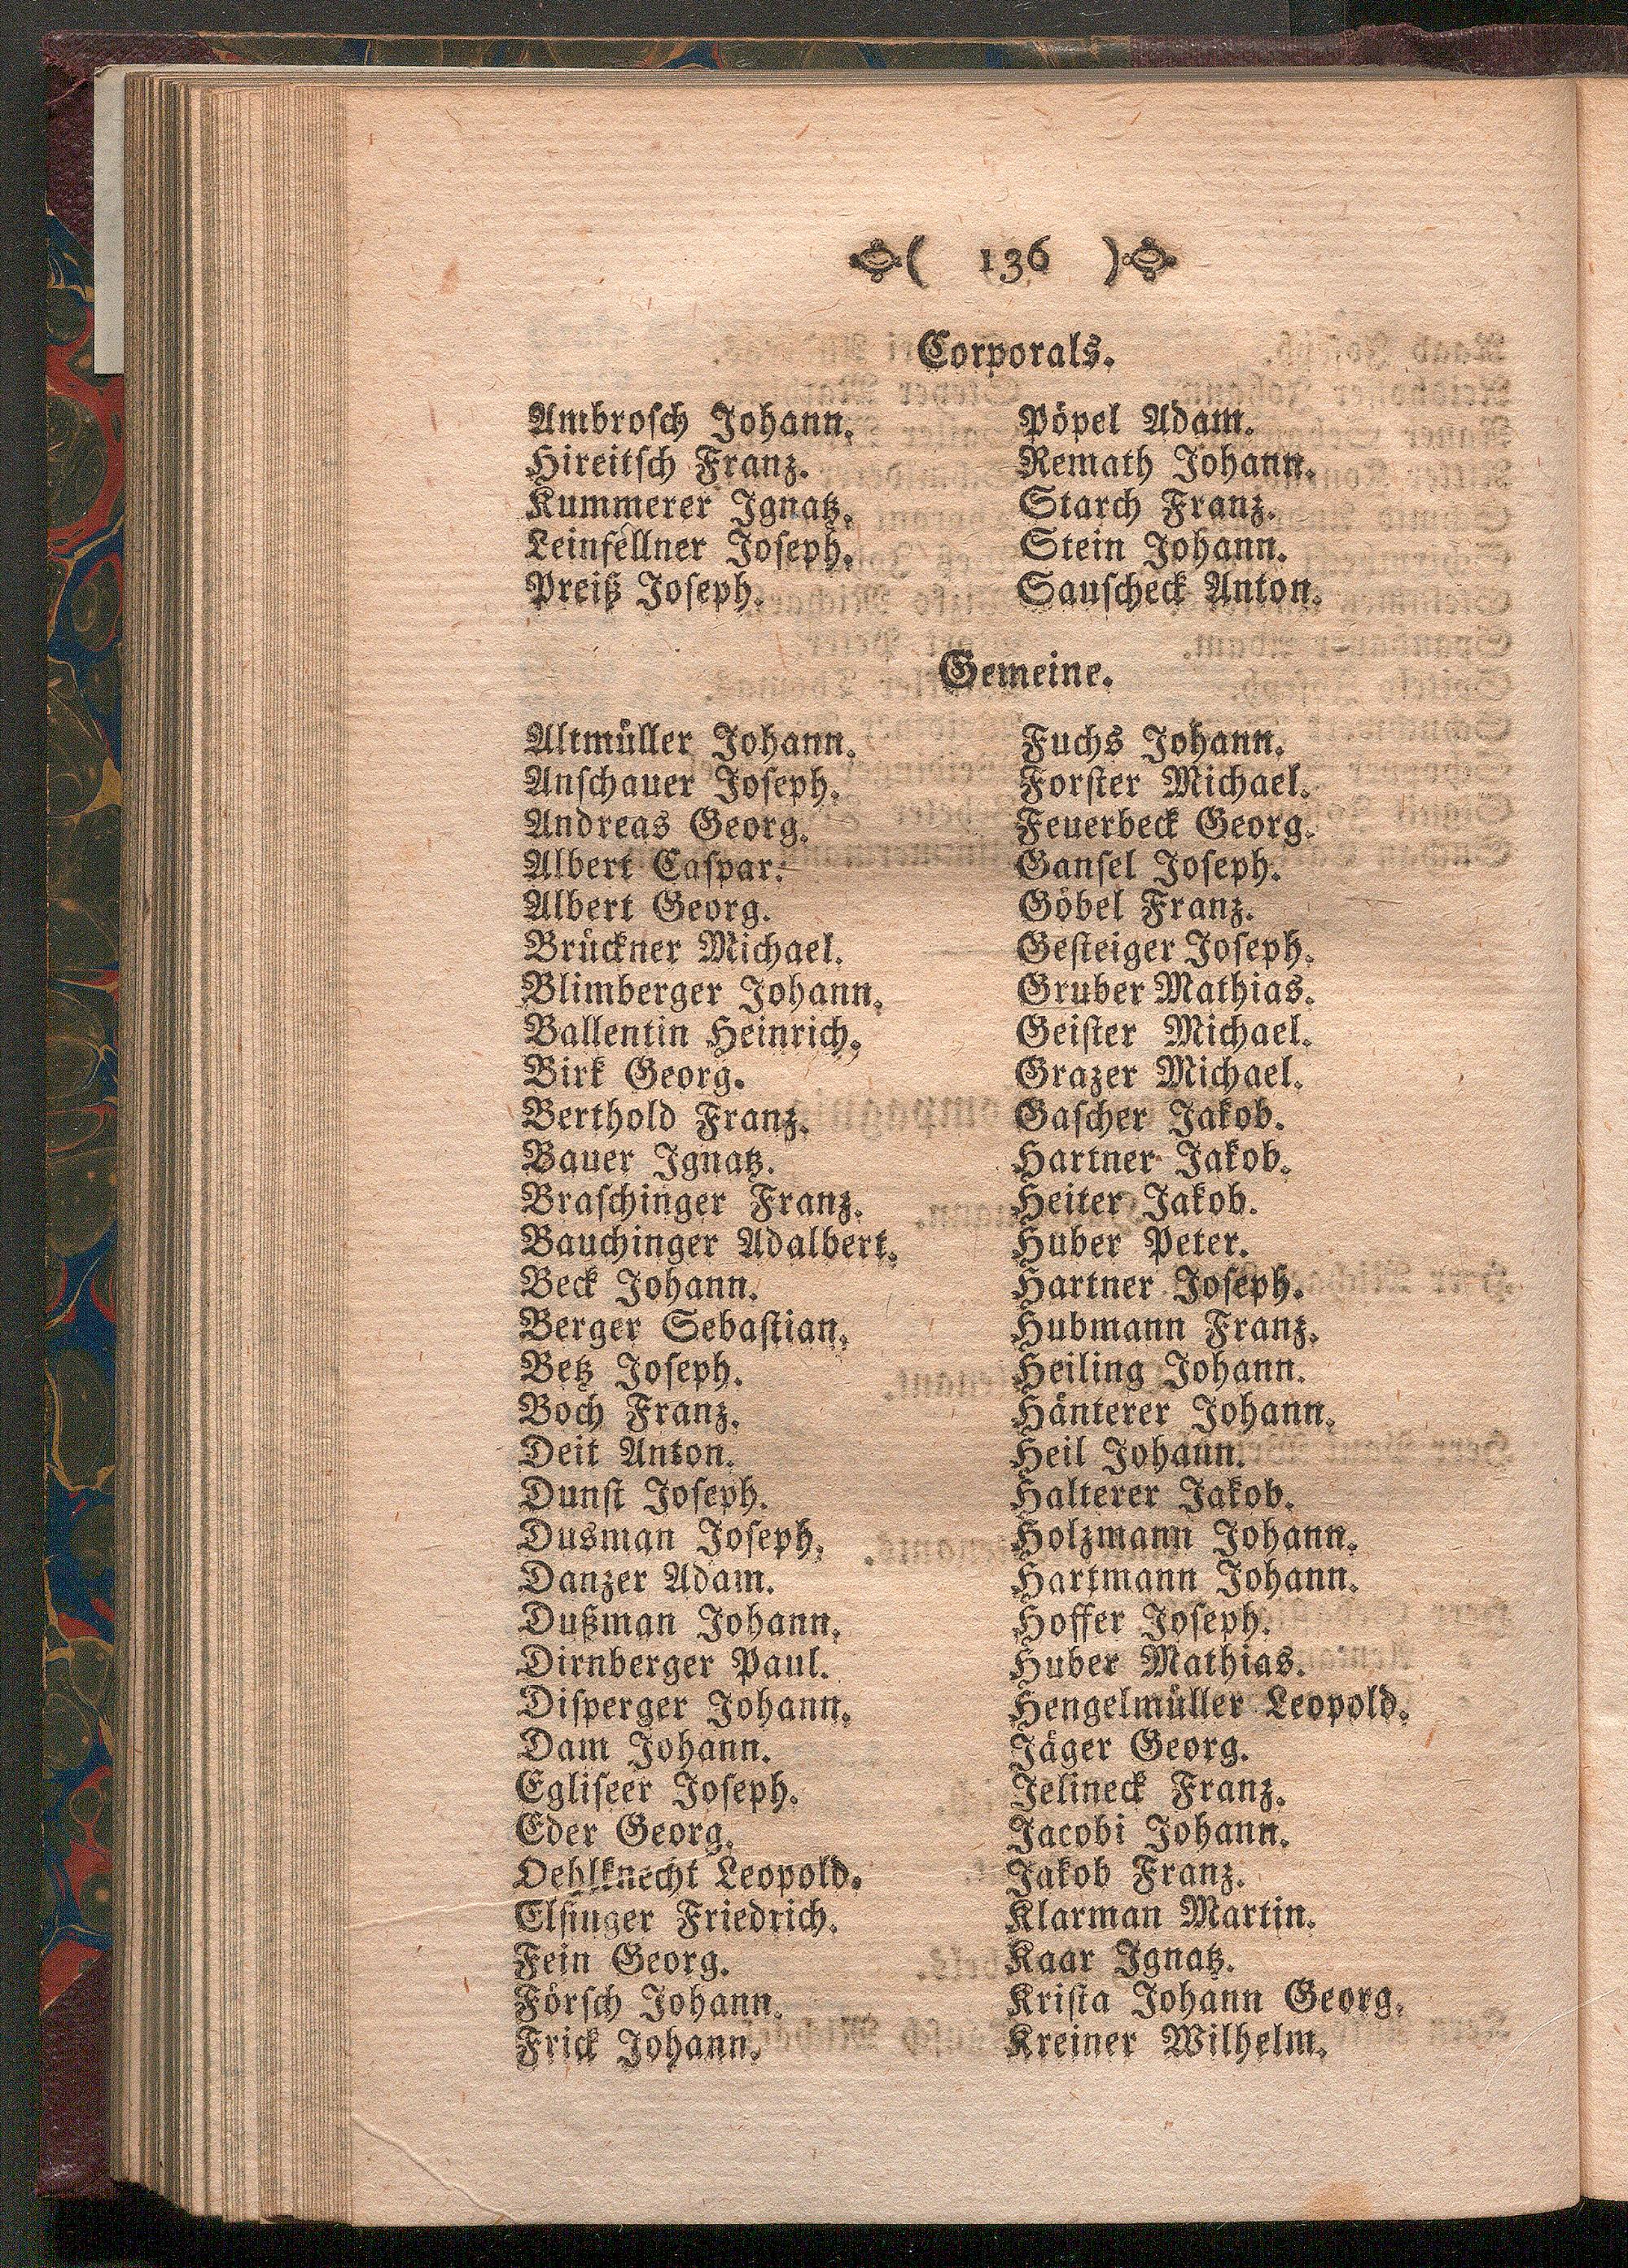 ( 136 )
Corporals.
Ambrosch Johann.
Hireitsch Franz.
Kummerer Ignatz.
Leinfellner Joseph.
Preiß Joseph.
Pöpel Adam.
Remath Johann.
Starch Franz.
Stein Johann.
Sauscheck Anton.
Gemeine.
Altmüller Johann.
Anschauer Joseph.
Andreas Georg.
Albert Caspar.
Albert Georg.
Brückner Michael.
Blimberger Johann.
Ballentin Heinrich.
Birk Georg.
Berthold Franz.
Bauer Ignatz.
Braschinger Franz.
Bauchinger Adalbert.
Beck Johann.
Berger Sebastian.
Betz Joseph.
Boch Franz.
Deit Anton.
Dunst Joseph.
Dusman Joseph.
Danzer Adam.
Dußman Johann.
Dirnberger Paul.
Disperger Johann.
Dam Johann.
Egliseer Joseph.
Eder Georg.
Oehlknecht Leopold.
Elsinger Friedrich.
Fein Georg.
Försch Johann.
Frick Johann.
Fuchs Johann.
Forster Michael.
Feuerbeck Georg.
Gansel Joseph.
Göbel Franz.
Gesteiger Joseph.
Gruber Mathias.
Geister Michael.
Grazer Michael.
Gascher Jakob.
Hartner Jakob.
Heiter Jakob.
Huber Peter.
Hartner Joseph.
Hubmann Franz.
Heiling Johann.
Hänterer Johann.
Heil Johann.
Halterer Jakob.
Holzmann Johann.
Hartmann Johann.
Hoffer Joseph.
Huber Mathias.
Hengelmüller Leopold.
Jäger Georg.
Jelineck Franz.
Jacobi Johann.
Jakob Franz.
Klarman Martin.
Kaar Ignatz.
Krista Johann Georg.
Kreiner Wilhelm.